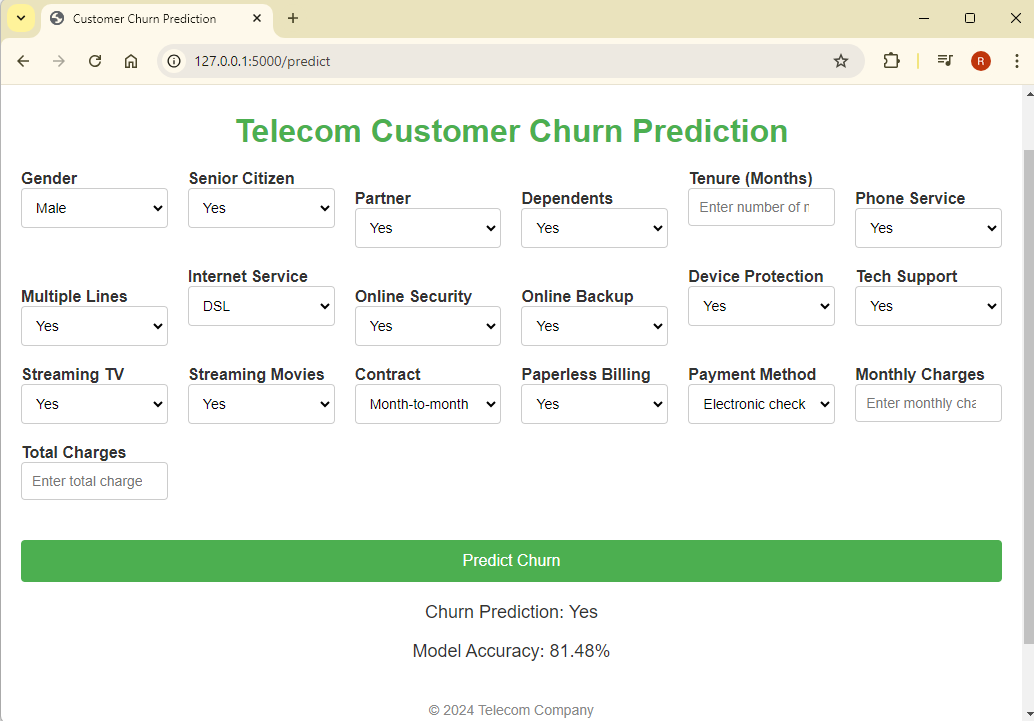 Customer Churn Prediction
127.0.0.1:5000/predict
R
Telecom Customer Churn Prediction
Gender
Male
Senior Citizen
Yes
Partner
Yes
Dependents
Yes
Tenure (Months)
Enter number of
Phone Service
Yes
Multiple Lines
Yes
Internet Service
DSL
Online Security
Yes
Online Backup
Yes
Device Protection
Yes
Tech Support
Yes
Streaming TV
Yes
Streaming Movies
Yes
Contract
Month-to-month
Paperless Billing
Yes
Payment Method
Electronic check
Monthly Charges
Enter monthly cha
Total Charges
Enter total charge
Predict Churn
Churn Prediction: Yes
Model Accuracy: 81.48%
© 2024 Telecom Company